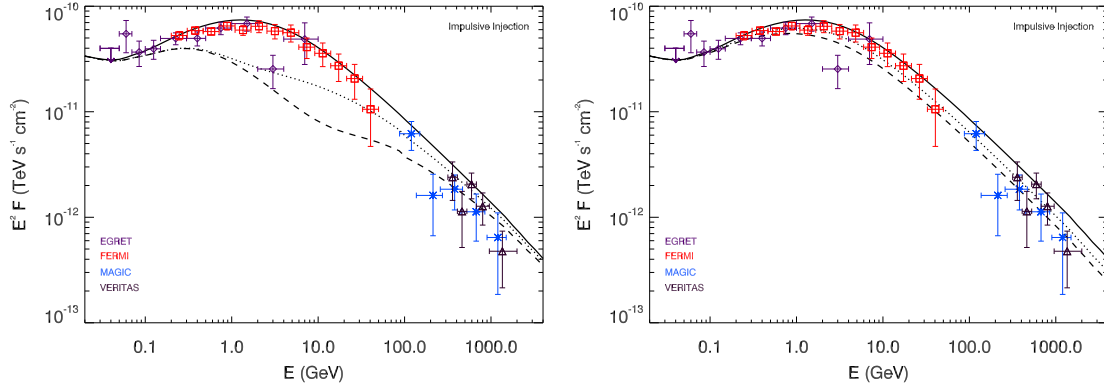 10⁻¹⁰
Impulsive Injection
10⁻¹¹
10⁻¹²
10⁻¹³
E² F (TeV s⁻¹ cm⁻²)
EGRET
FERMI
MAGIC
VERITAS
0.1 1.0 10.0 100.0 1000.0
E (GeV)
10⁻¹⁰
Impulsive Injection
10⁻¹¹
10⁻¹²
10⁻¹³
E² F (TeV s⁻¹ cm⁻²)
EGRET
FERMI
MAGIC
VERITAS
0.1 1.0 10.0 100.0 1000.0
E (GeV)